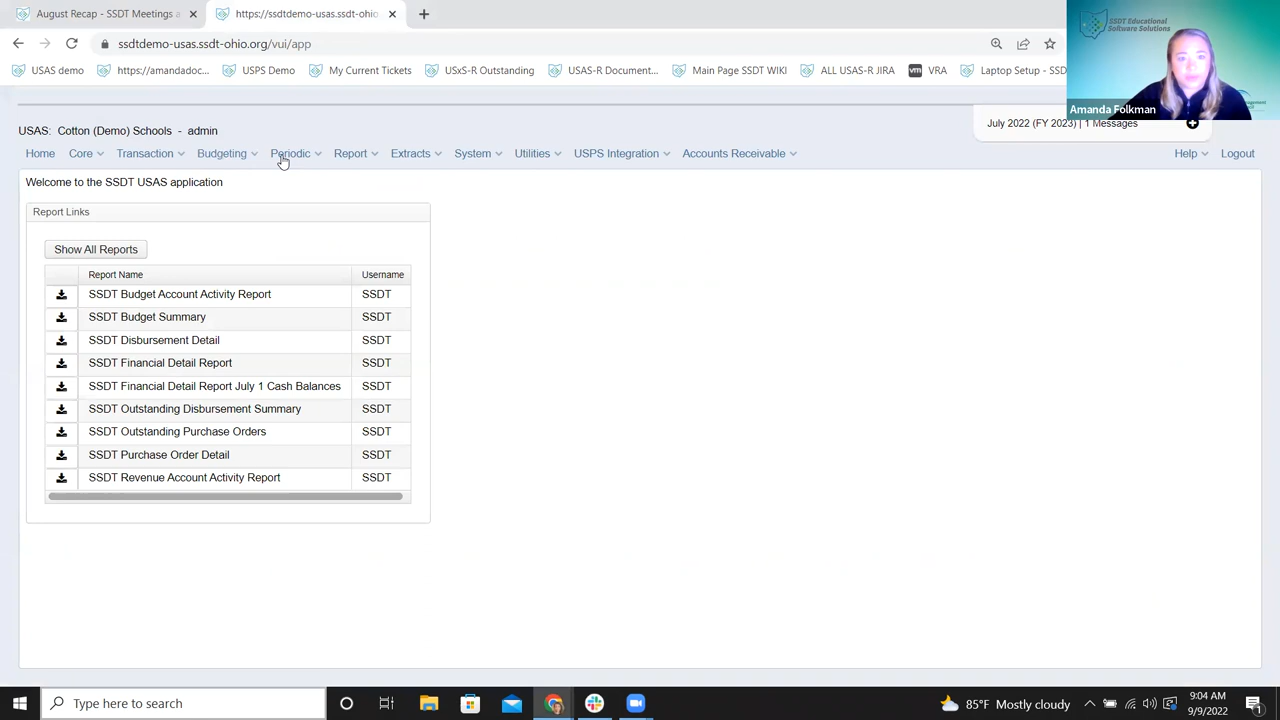 August Recap - SSDT Meetings a
https://ssdtdemo-usas.ssdt-ohio
ssdtdemo-usas.ssdt-ohio.org/vui/app
USAS demo
https://amandadoc...
USPS Demo
My Current Tickets
USxS-R Outstanding
USAS-R Document...
Main Page SSDT WIKI
ALL USAS-R JIRA
vm VRA
Laptop Setup - SSD
SSDT Educational
Software Solutions
Amanda Folkman
USAS: Cotton (Demo) Schools - admin
July 2022 (FY 2023) | 1 Messages
Home Core Transaction Budgeting Periodic Report Extracts System Utilities USPS Integration Accounts Receivable Help Logout
Welcome to the SSDT USAS application
Report Links
Show All Reports
Report Name Username
SSDT Budget Account Activity Report SSDT
SSDT Budget Summary SSDT
SSDT Disbursement Detail SSDT
SSDT Financial Detail Report SSDT
SSDT Financial Detail Report July 1 Cash Balances SSDT
SSDT Outstanding Disbursement Summary SSDT
SSDT Outstanding Purchase Orders SSDT
SSDT Purchase Order Detail SSDT
SSDT Revenue Account Activity Report SSDT
Type here to search
85°F Mostly cloudy
9:04 AM
9/9/2022
1